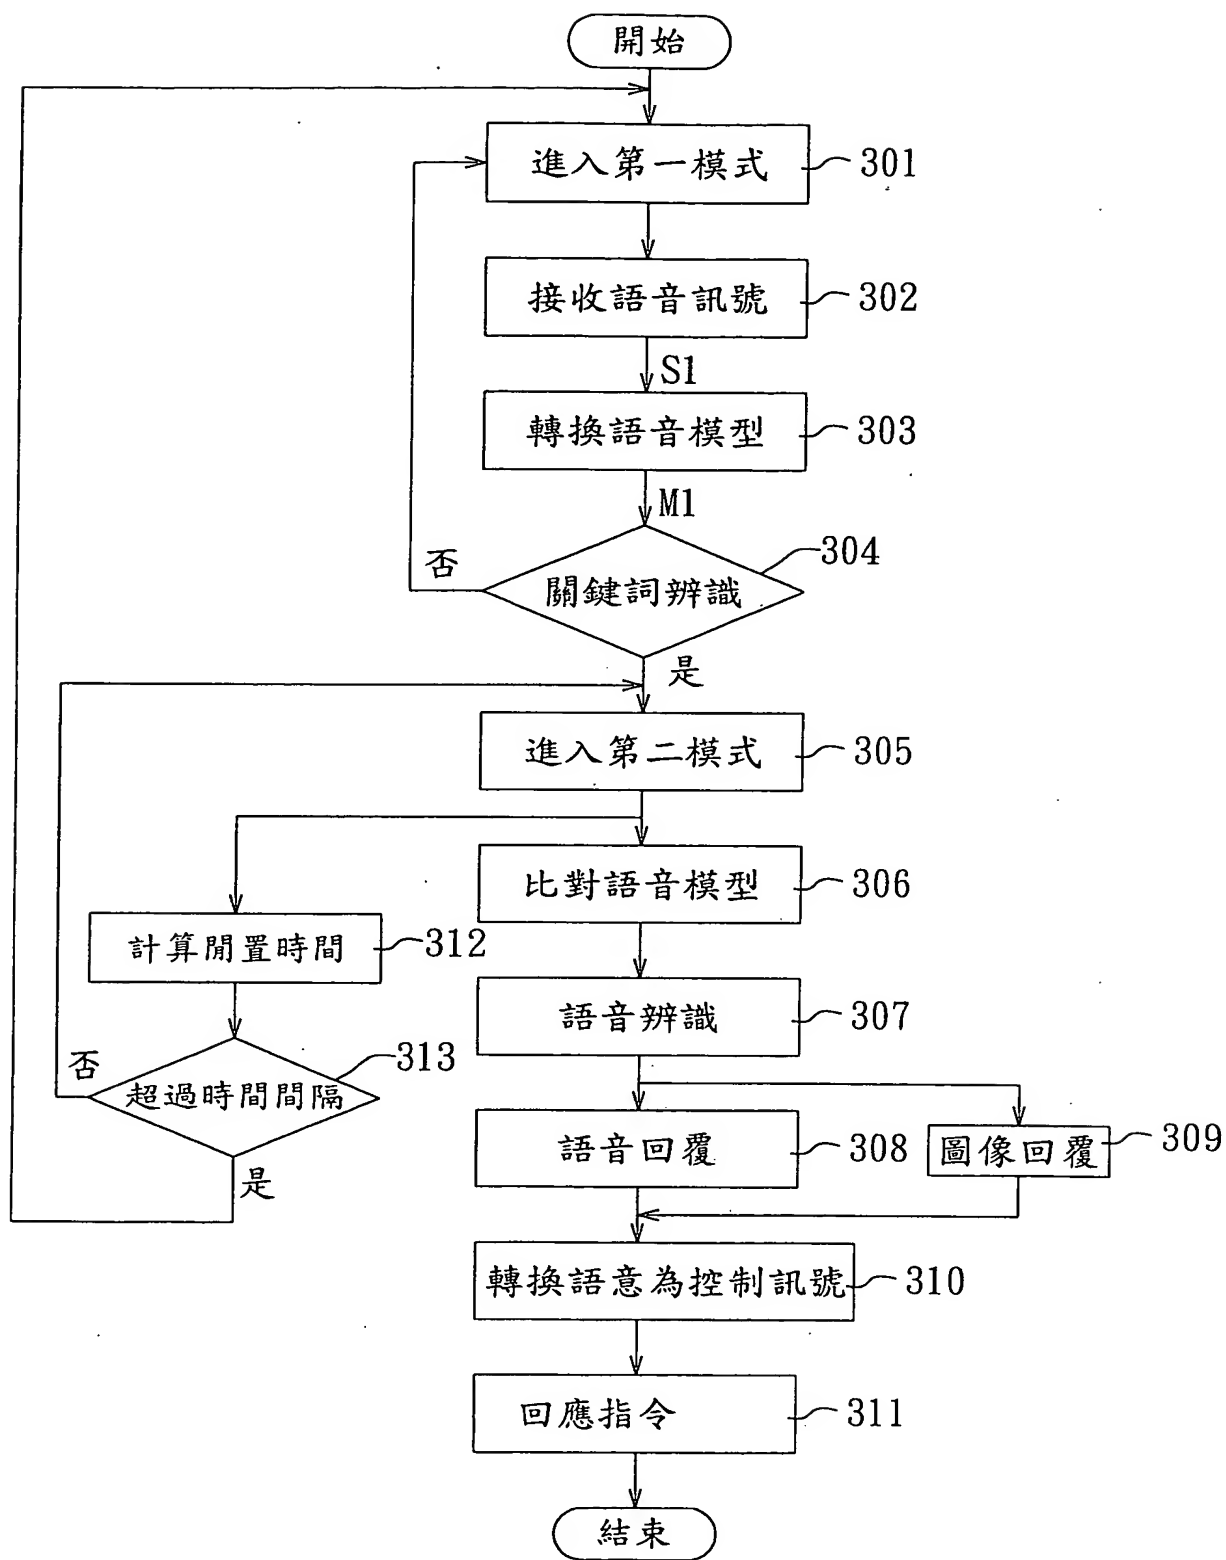 開始
進入第一模式 301
接收語音訊號 302
S1
轉換語音模型 303
M1
304
否
關鍵詞辨識
是
進入第二模式 305
比對語音模型 306
計算閒置時間 312
語音辨識 307
否
313
超過時間間隔
語音回覆 308
圖像回覆 309
是
轉換語意為控制訊號 310
回應指令 311
結束